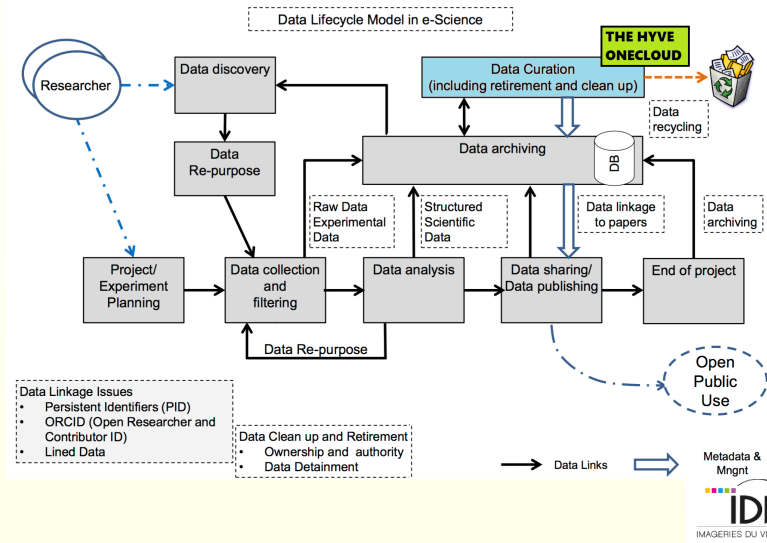 Data Lifecycle Model in e-Science
THE HYVE
ONECLOUD
Researcher
Data discovery
Data Curation
(including retirement and clean up)
Data
recycling
Data
Re-purpose
Data archiving
DB
Raw Data
Experimental
Data
Structured
Scientific
Data
Data linkage
to papers
Data
archiving
Project/
Experiment
Planning
Data collection
and
filtering
Data analysis
Data sharing/
Data publishing
End of project
Data Re-purpose
Open
Public
Use
Data Linkage Issues
• Persistent Identifiers (PID)
• ORCID (Open Researcher and
Contributor ID)
• Lined Data
Data Clean up and Retirement
• Ownership and authority
• Data Detainment
Data Links
Metadata &
Mngnt
IMAGERIES DU